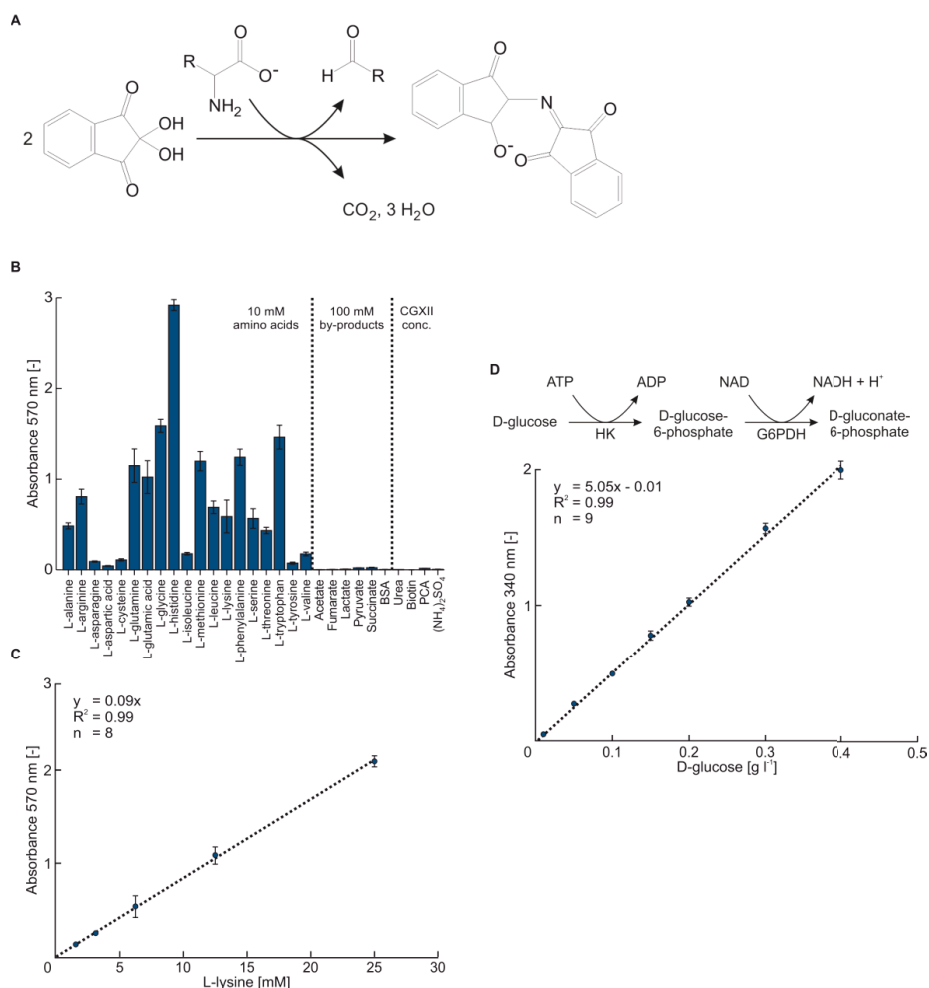 A
R
O
O⁻
NH₂
O
H
R
2
O
OH
OH
O
O
N
O
O⁻
O
CO₂, 3 H₂O
B
3
2
1
0
Absorbance 570 nm [-]
10 mM
amino acids
100 mM
by-products
CGXII
conc.
L-alanine
L-arginine
L-asparagine
L-aspartic acid
L-cysteine
L-glutamine
L-glutamic acid
L-glycine
L-histidine
L-isoleucine
L-methionine
L-leucine
L-lysine
L-phenylalanine
L-serine
L-threonine
L-tryptophan
L-tyrosine
L-valine
Acetate
Fumarate
Lactate
Pyruvate
Succinate
BSA
Urea
Biotin
PCA
(NH₄)₂SO₄
C
3
2
1
Absorbance 570 nm [-]
y = 0.09x
R² = 0.99
n = 8
0 5 10 15 20 25 30
L-lysine [mM]
D
ATP ADP NAD NADH + H⁺
D-glucose HK D-glucose-
6-phosphate G6PDH D-gluconate-
6-phosphate
2
1
Absorbance 340 nm [-]
y = 5.05x - 0.01
R² = 0.99
n = 9
0 0.1 0.2 0.3 0.4 0.5
D-glucose [g l⁻¹]